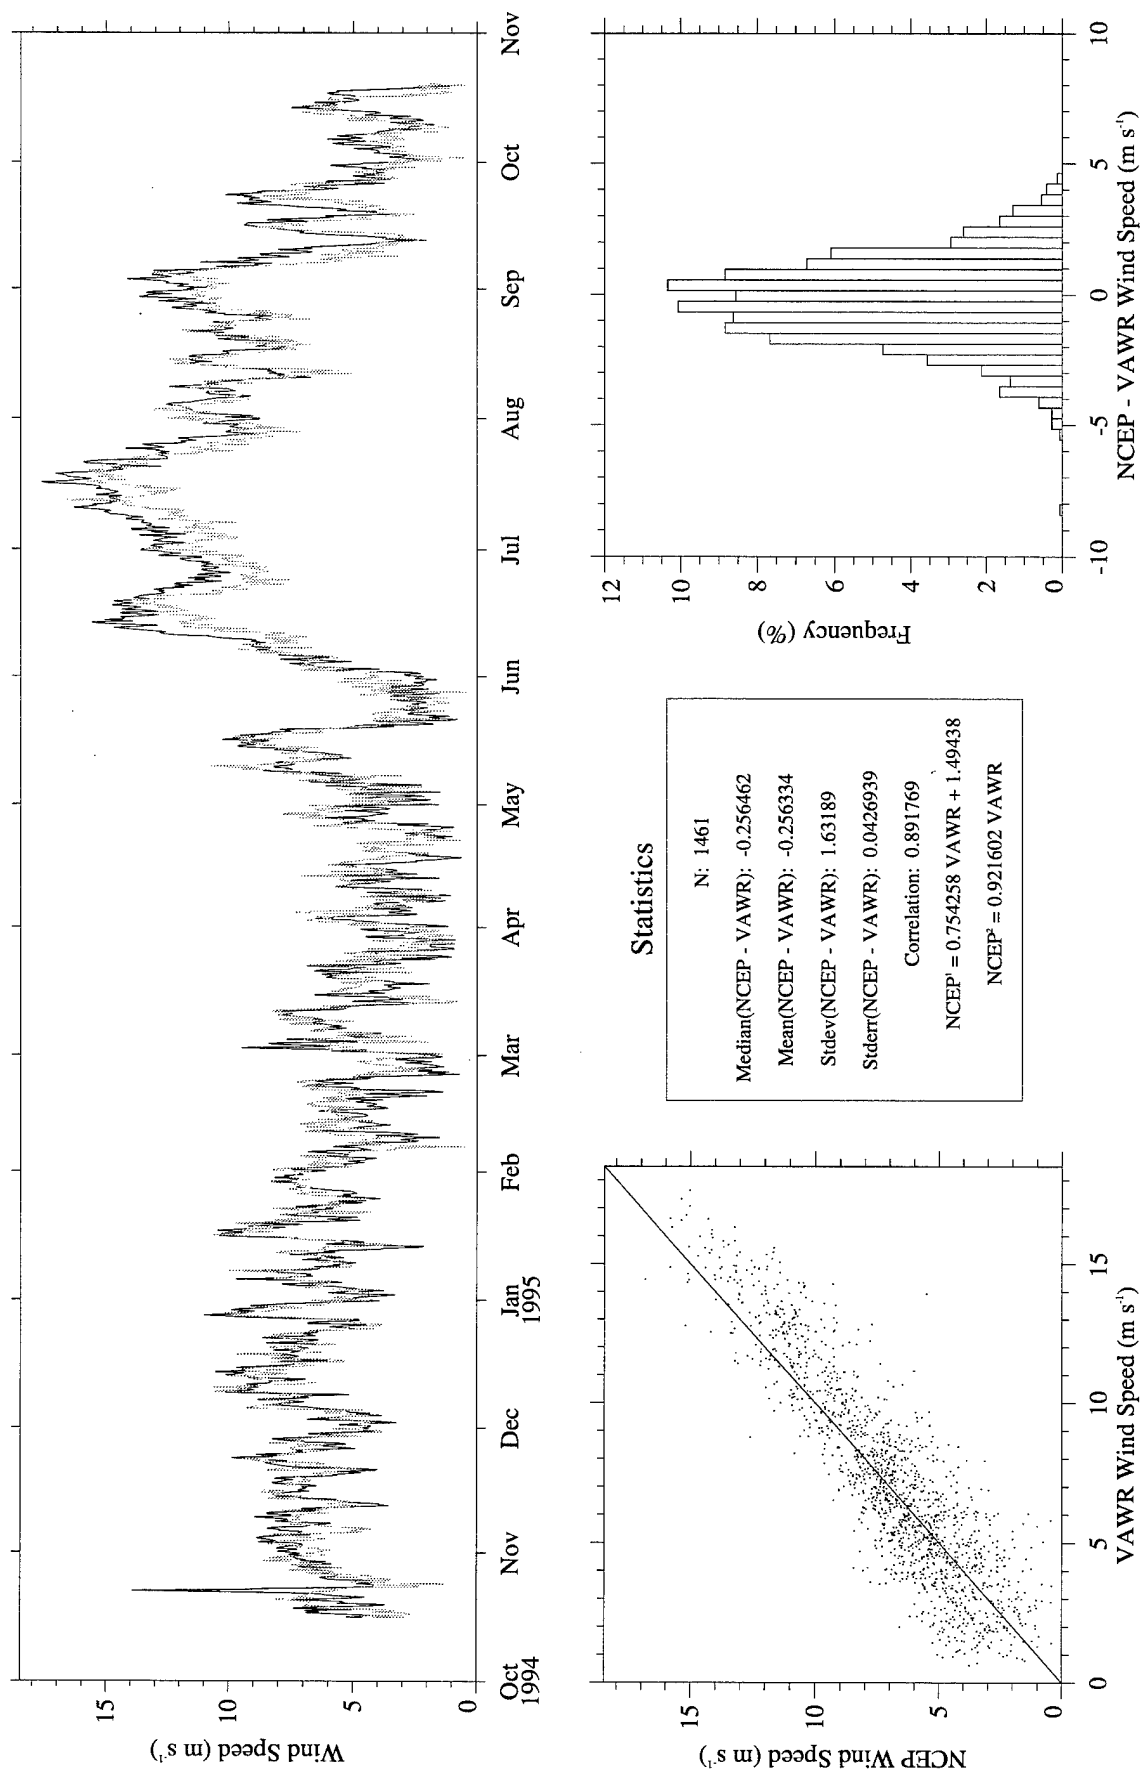 Wind Speed (m s⁻¹)
15
10
5
0
Oct
1994
Nov
Dec
Jan
1995
Feb
Mar
Apr
May
Jun
Jul
Aug
Sep
Oct
Nov
NCEP Wind Speed (m s⁻¹)
15
10
5
0
0
5
10
15
VAWR Wind Speed (m s⁻¹)
Statistics
N: 1461
Median(NCEP - VAWR): -0.256462
Mean(NCEP - VAWR): -0.256334
Stdev(NCEP - VAWR): 1.63189
Stderr(NCEP - VAWR): 0.0426939
Correlation: 0.891769
NCEP¹ = 0.754258 VAWR + 1.49438
NCEP² = 0.921602 VAWR
Frequency (%)
12
10
8
6
4
2
0
-10
-5
0
5
10
NCEP - VAWR Wind Speed (m s⁻¹)